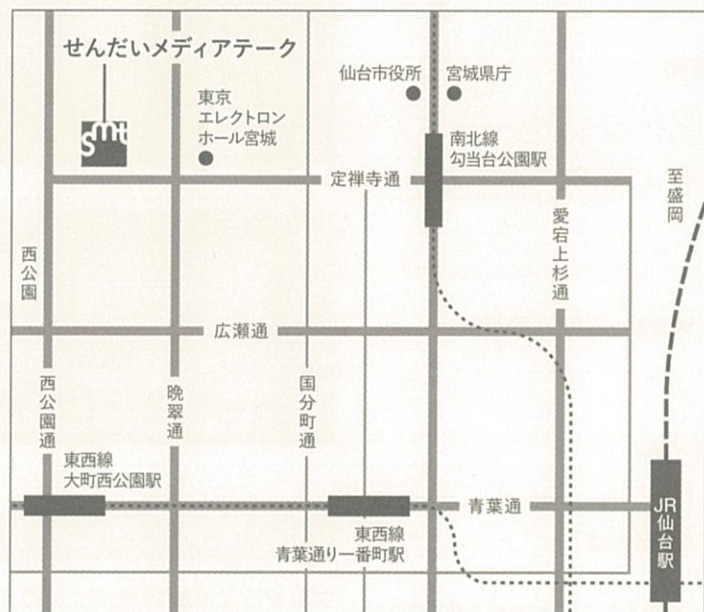 せんだいメディアテーク
smt
東京
エレクトロン
ホール宮城
仙台市役所
宮城県庁
南北線
勾当台公園駅
定禅寺通
愛宕上杉通
至盛岡
西公園
広瀬通
西公園通
晩翠通
国分町通
東西線
大町西公園駅
青葉通
東西線
青葉通り一番町駅
JR仙台駅